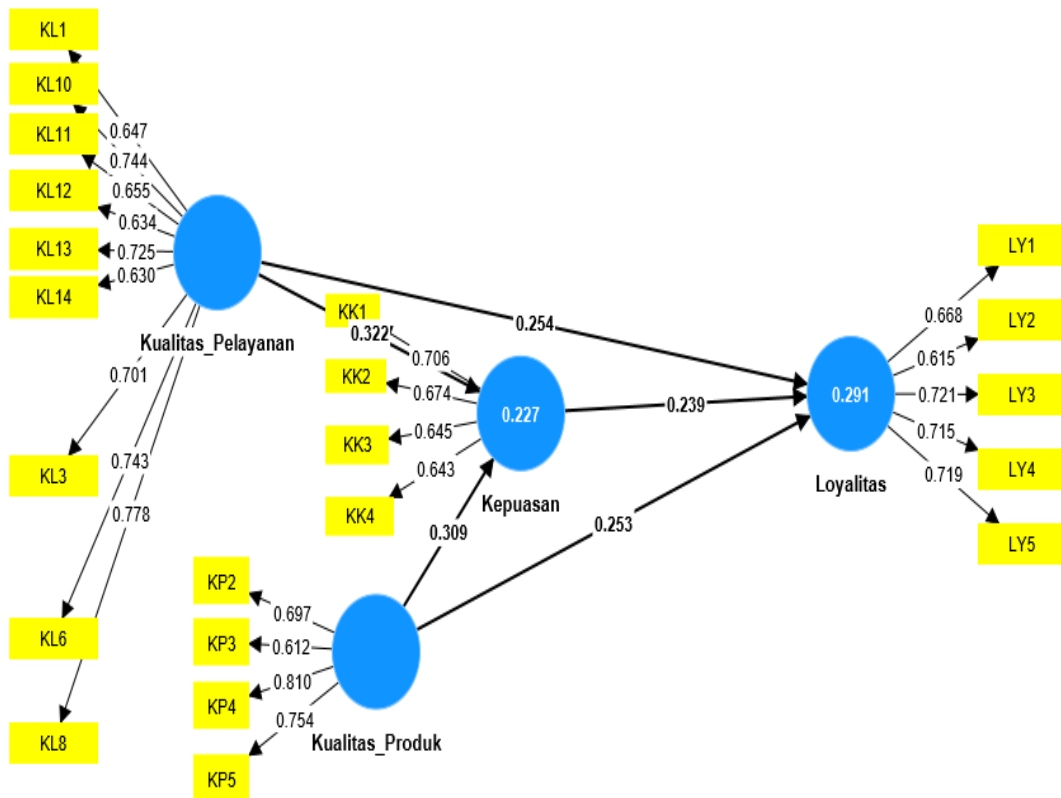 KL1
KL10
KL11
KL12
KL13
KL14
0.647
0.744
0.655
0.634
0.725
0.630
Kualitas_Pelayanan
0.701
0.743
0.778
KL3
KL6
KL8
0.322
0.254
KK1
KK2
KK3
KK4
0.706
0.674
0.645
0.643
0.227
Kepuasan
0.239
0.309
0.253
KP2
KP3
KP4
KP5
0.697
0.612
0.810
0.754
Kualitas_Produk
0.291
Loyalitas
0.668
0.615
0.721
0.715
0.719
LY1
LY2
LY3
LY4
LY5